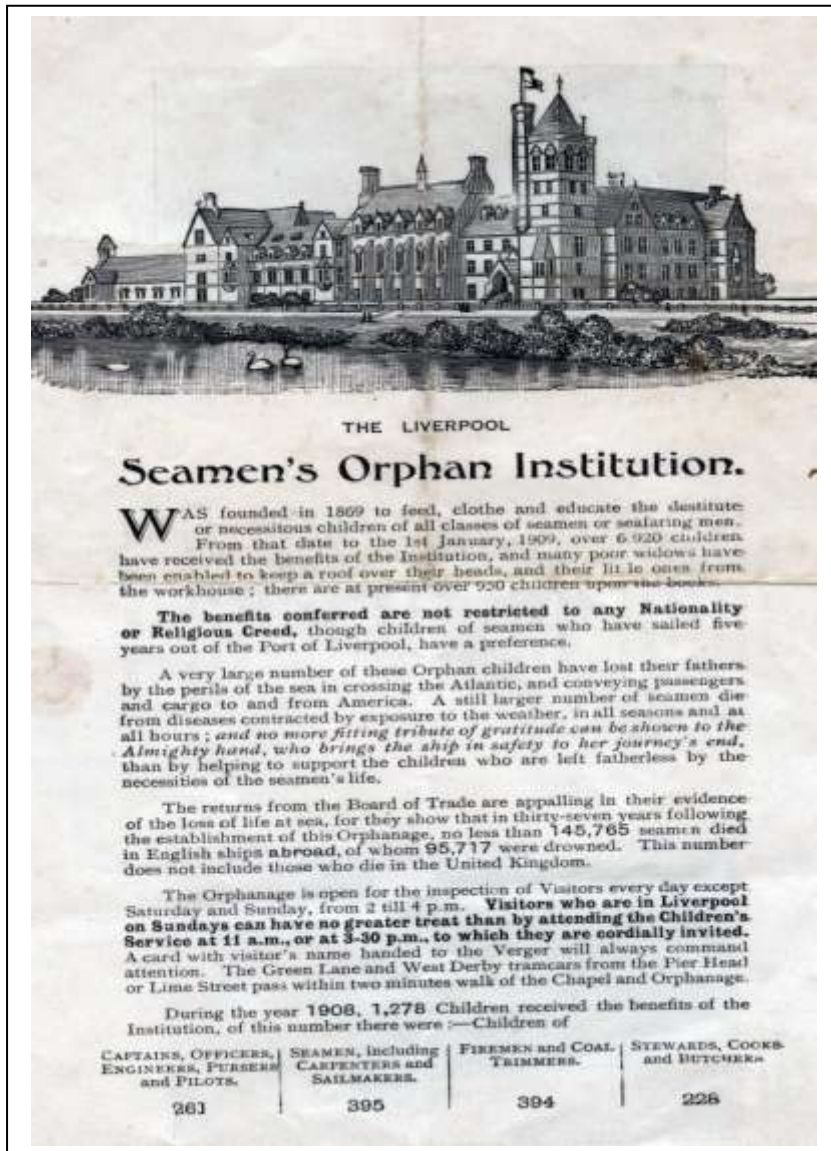 THE LIVERPOOL
Seamen's Orphan Institution.
WAS founded in 1869 to feed, clothe and educate the destitute
or necessitous children of all classes of seamen or seafaring men.
From that date to the 1st January, 1909, over 6 920 children
have received the benefits of the Institution, and many poor widows have
been enabled to keep a roof over their heads, and their lit le ones from
the workhouse ; there are at present over 950 children upon the books.
The benefits conferred are not restricted to any Nationality
or Religious Creed, though children of seamen who have sailed five
years out of the Port of Liverpool, have a preference.
A very large number of these Orphan children have lost their fathers
by the perils of the sea in crossing the Atlantic, and conveying passengers
and cargo to and from America. A still larger number of seamen die
from diseases contracted by exposure to the weather, in all seasons and at
all hours ; and no more fitting tribute of gratitude can be shown to the
Almighty hand, who brings the ship in safety to her journey's end,
than by helping to support the children who are left fatherless by the
necessities of the seamen's life.
The returns from the Board of Trade are appalling in their evidence
of the loss of life at sea, for they show that in thirty-seven years following
the establishment of this Orphanage, no less than 145,765 seamen died
in English ships abroad, of whom 95,717 were drowned. This number
does not include those who die in the United Kingdom.
The Orphanage is open for the inspection of Visitors every day except
Saturday and Sunday, from 2 till 4 p.m. Visitors who are in Liverpool
on Sundays can have no greater treat than by attending the Children's
Service at 11 a.m., or at 3-30 p.m., to which they are cordially invited.
A card with visitor's name handed to the Verger will always command
attention. The Green Lane and West Derby tramcars from the Pier Head
or Lime Street pass within two minutes walk of the Chapel and Orphanage.
During the year 1908, 1,278 Children received the benefits of the
Institution, of this number there were :—Children of
CAPTAINS, OFFICERS,
ENGINEERS, PURSERS
and PILOTS.
261
SEAMEN, including
CARPENTERS and
SAILMAKERS.
395
FIREMEN and COAL
TRIMMERS.
394
STEWARDS, COOKS
and BUTCHERS
228